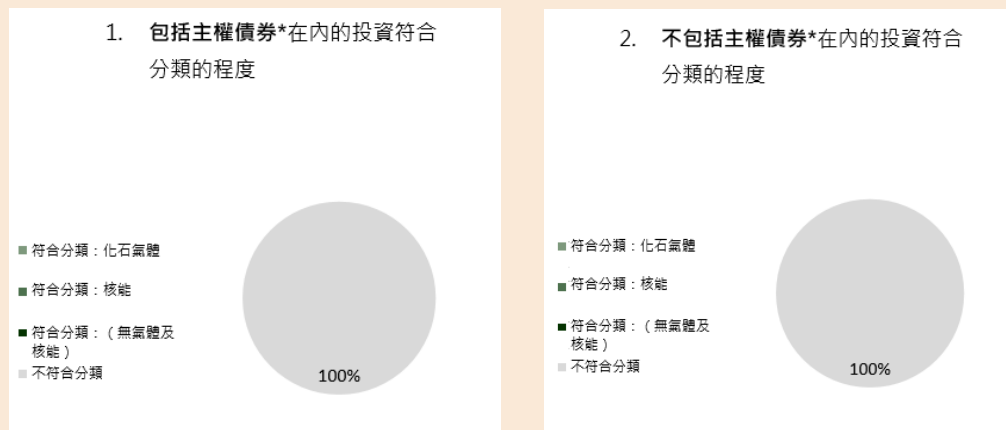 1. 包括主權債券*在內的投資符合
分類的程度
符合分類：化石氣體
符合分類：核能
符合分類：（無氣體及
核能）
不符合分類
100%
2. 不包括主權債券*在內的投資符合
分類的程度
符合分類：化石氣體
符合分類：核能
符合分類：（無氣體及
核能）
不符合分類
100%